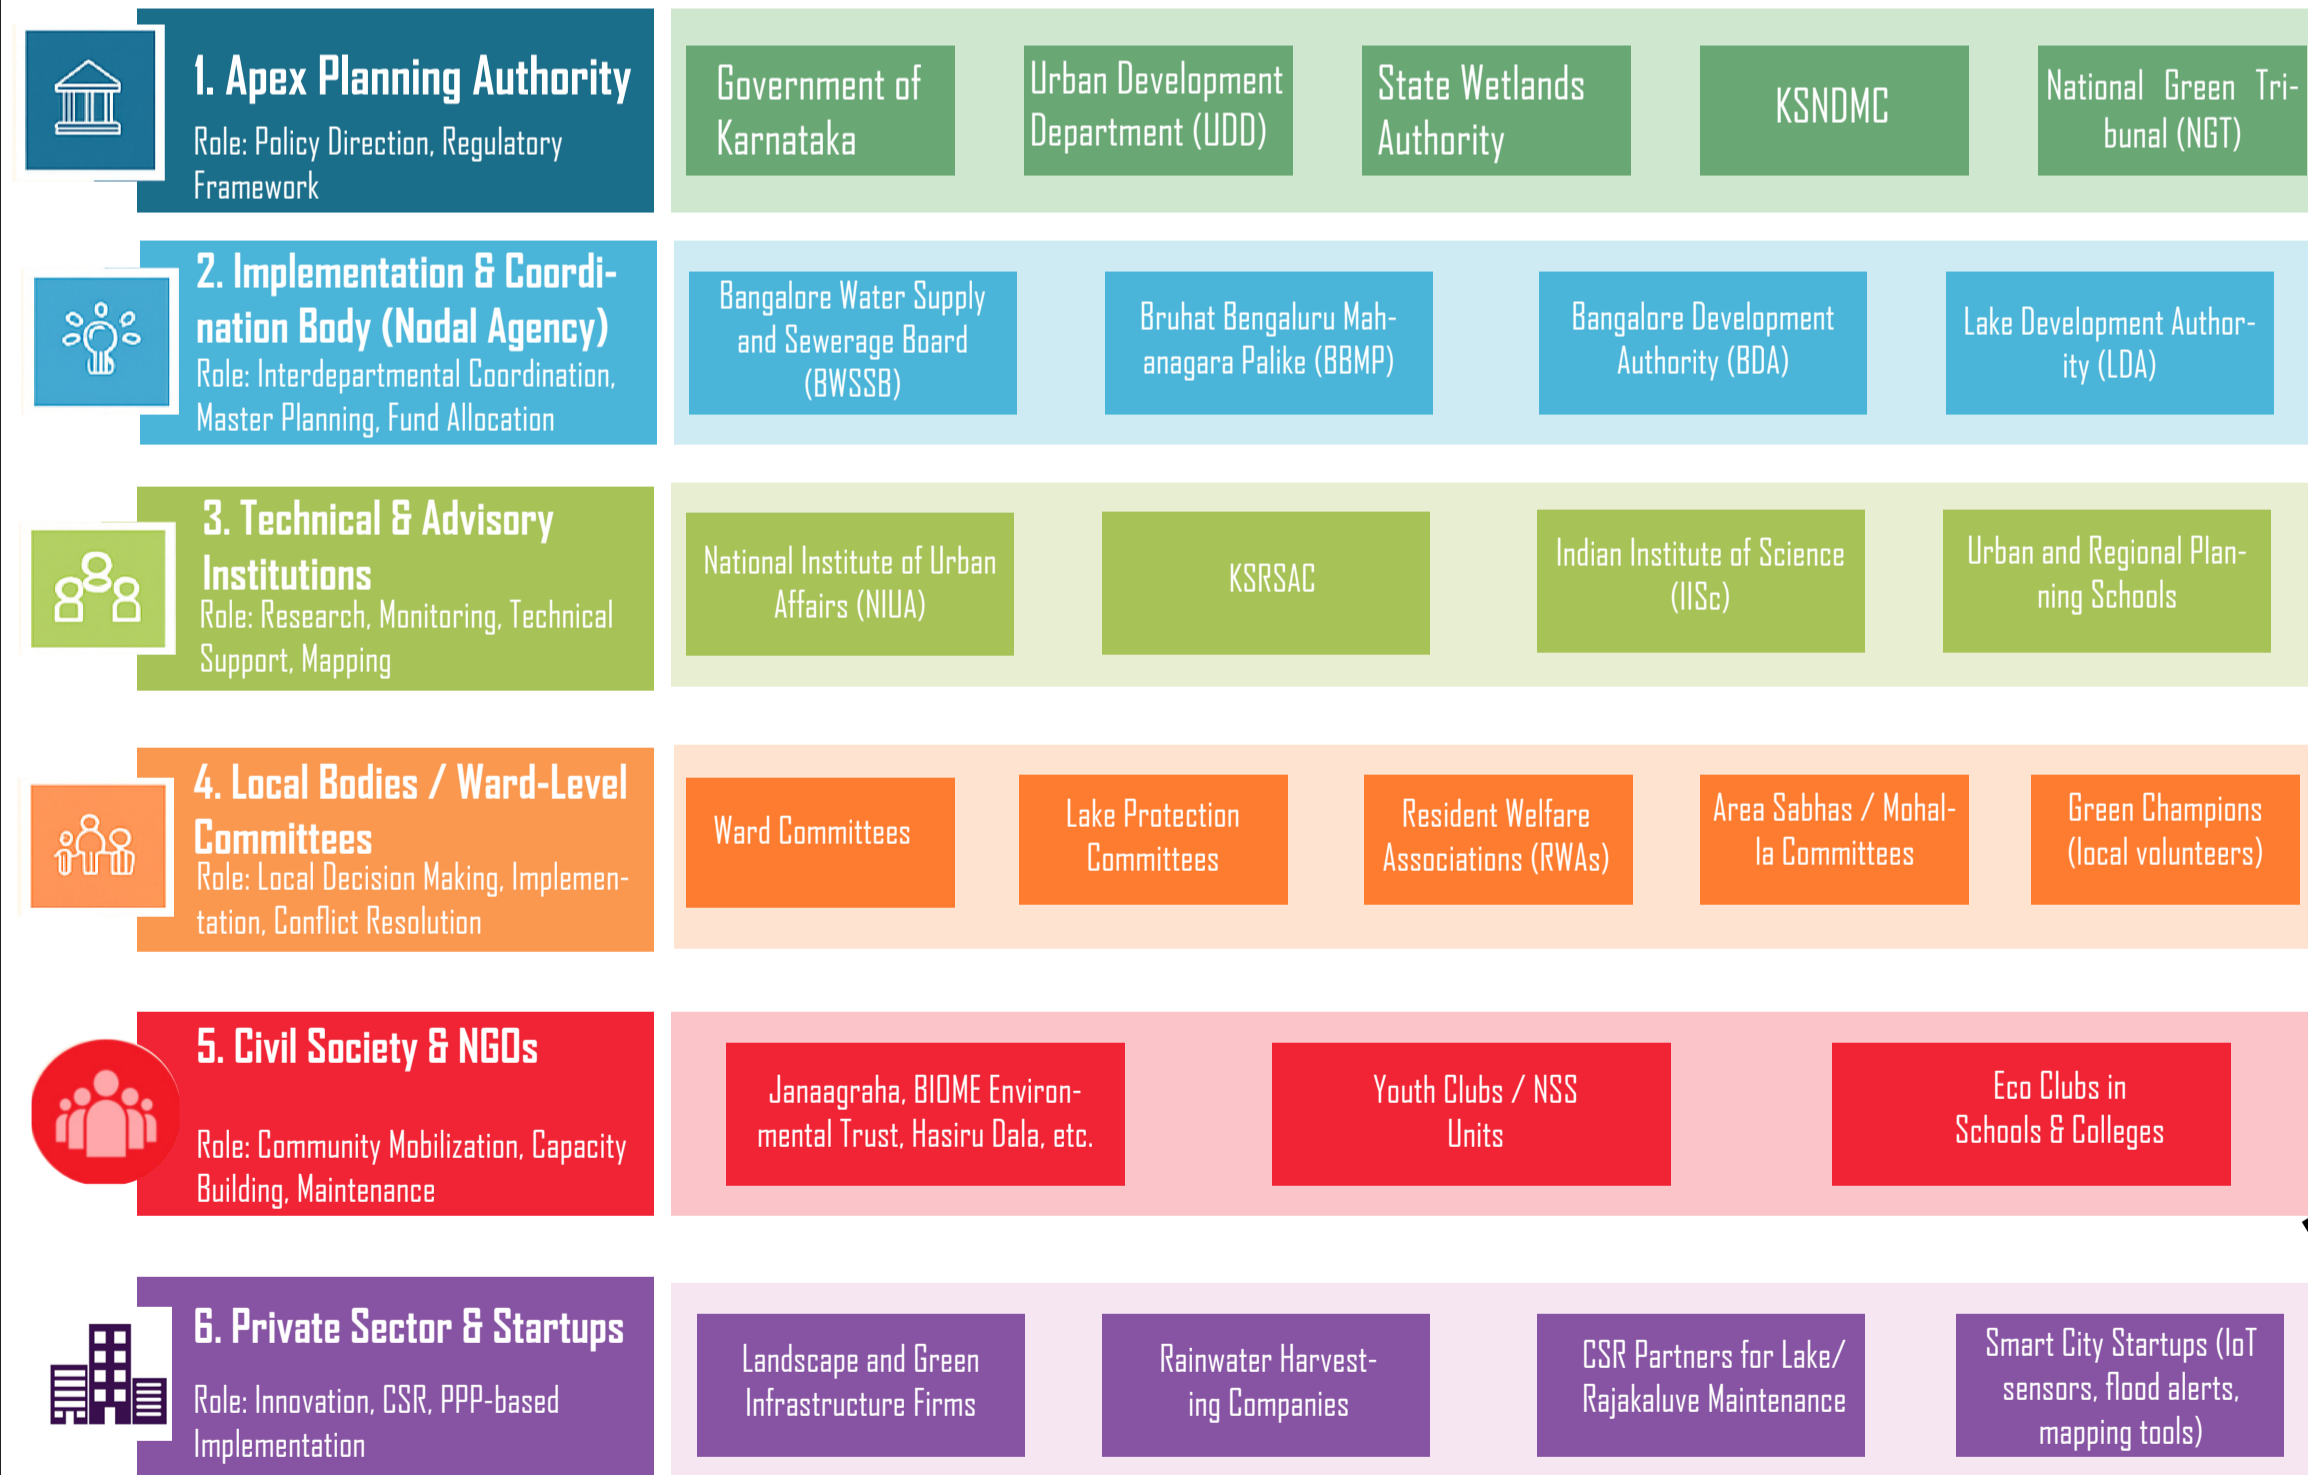 1. Apex Planning Authority
Role: Policy Direction, Regulatory
Framework
Government of
Karnataka
Urban Development
Department (UDD)
State Wetlands
Authority
KSNDMC
National Green Tri-
bunal (NGT)
2. Implementation & Coordi-
nation Body (Nodal Agency)
Role: Interdepartmental Coordination,
Master Planning, Fund Allocation
Bangalore Water Supply
and Sewerage Board
(BWSSB)
Bruhat Bengaluru Mah-
anagara Palike (BBMP)
Bangalore Development
Authority (BDA)
Lake Development Author-
ity (LDA)
3. Technical & Advisory
Institutions
Role: Research, Monitoring, Technical
Support, Mapping
National Institute of Urban
Affairs (NIUA)
KSRSAC
Indian Institute of Science
(IISc)
Urban and Regional Plan-
ning Schools
4. Local Bodies / Ward-Level
Committees
Role: Local Decision Making, Implemen-
tation, Conflict Resolution
Ward Committees
Lake Protection
Committees
Resident Welfare
Associations (RWAs)
Area Sabhas / Mohal-
la Committees
Green Champions
(local volunteers)
5. Civil Society & NGOs
Role: Community Mobilization, Capacity
Building, Maintenance
Janaagraha, BIOME Environ-
mental Trust, Hasiru Dala, etc.
Youth Clubs / NSS
Units
Eco Clubs in
Schools & Colleges
6. Private Sector & Startups
Role: Innovation, CSR, PPP-based
Implementation
Landscape and Green
Infrastructure Firms
Rainwater Harvest-
ing Companies
CSR Partners for Lake/
Rajakaluve Maintenance
Smart City Startups (IoT
sensors, flood alerts,
mapping tools)